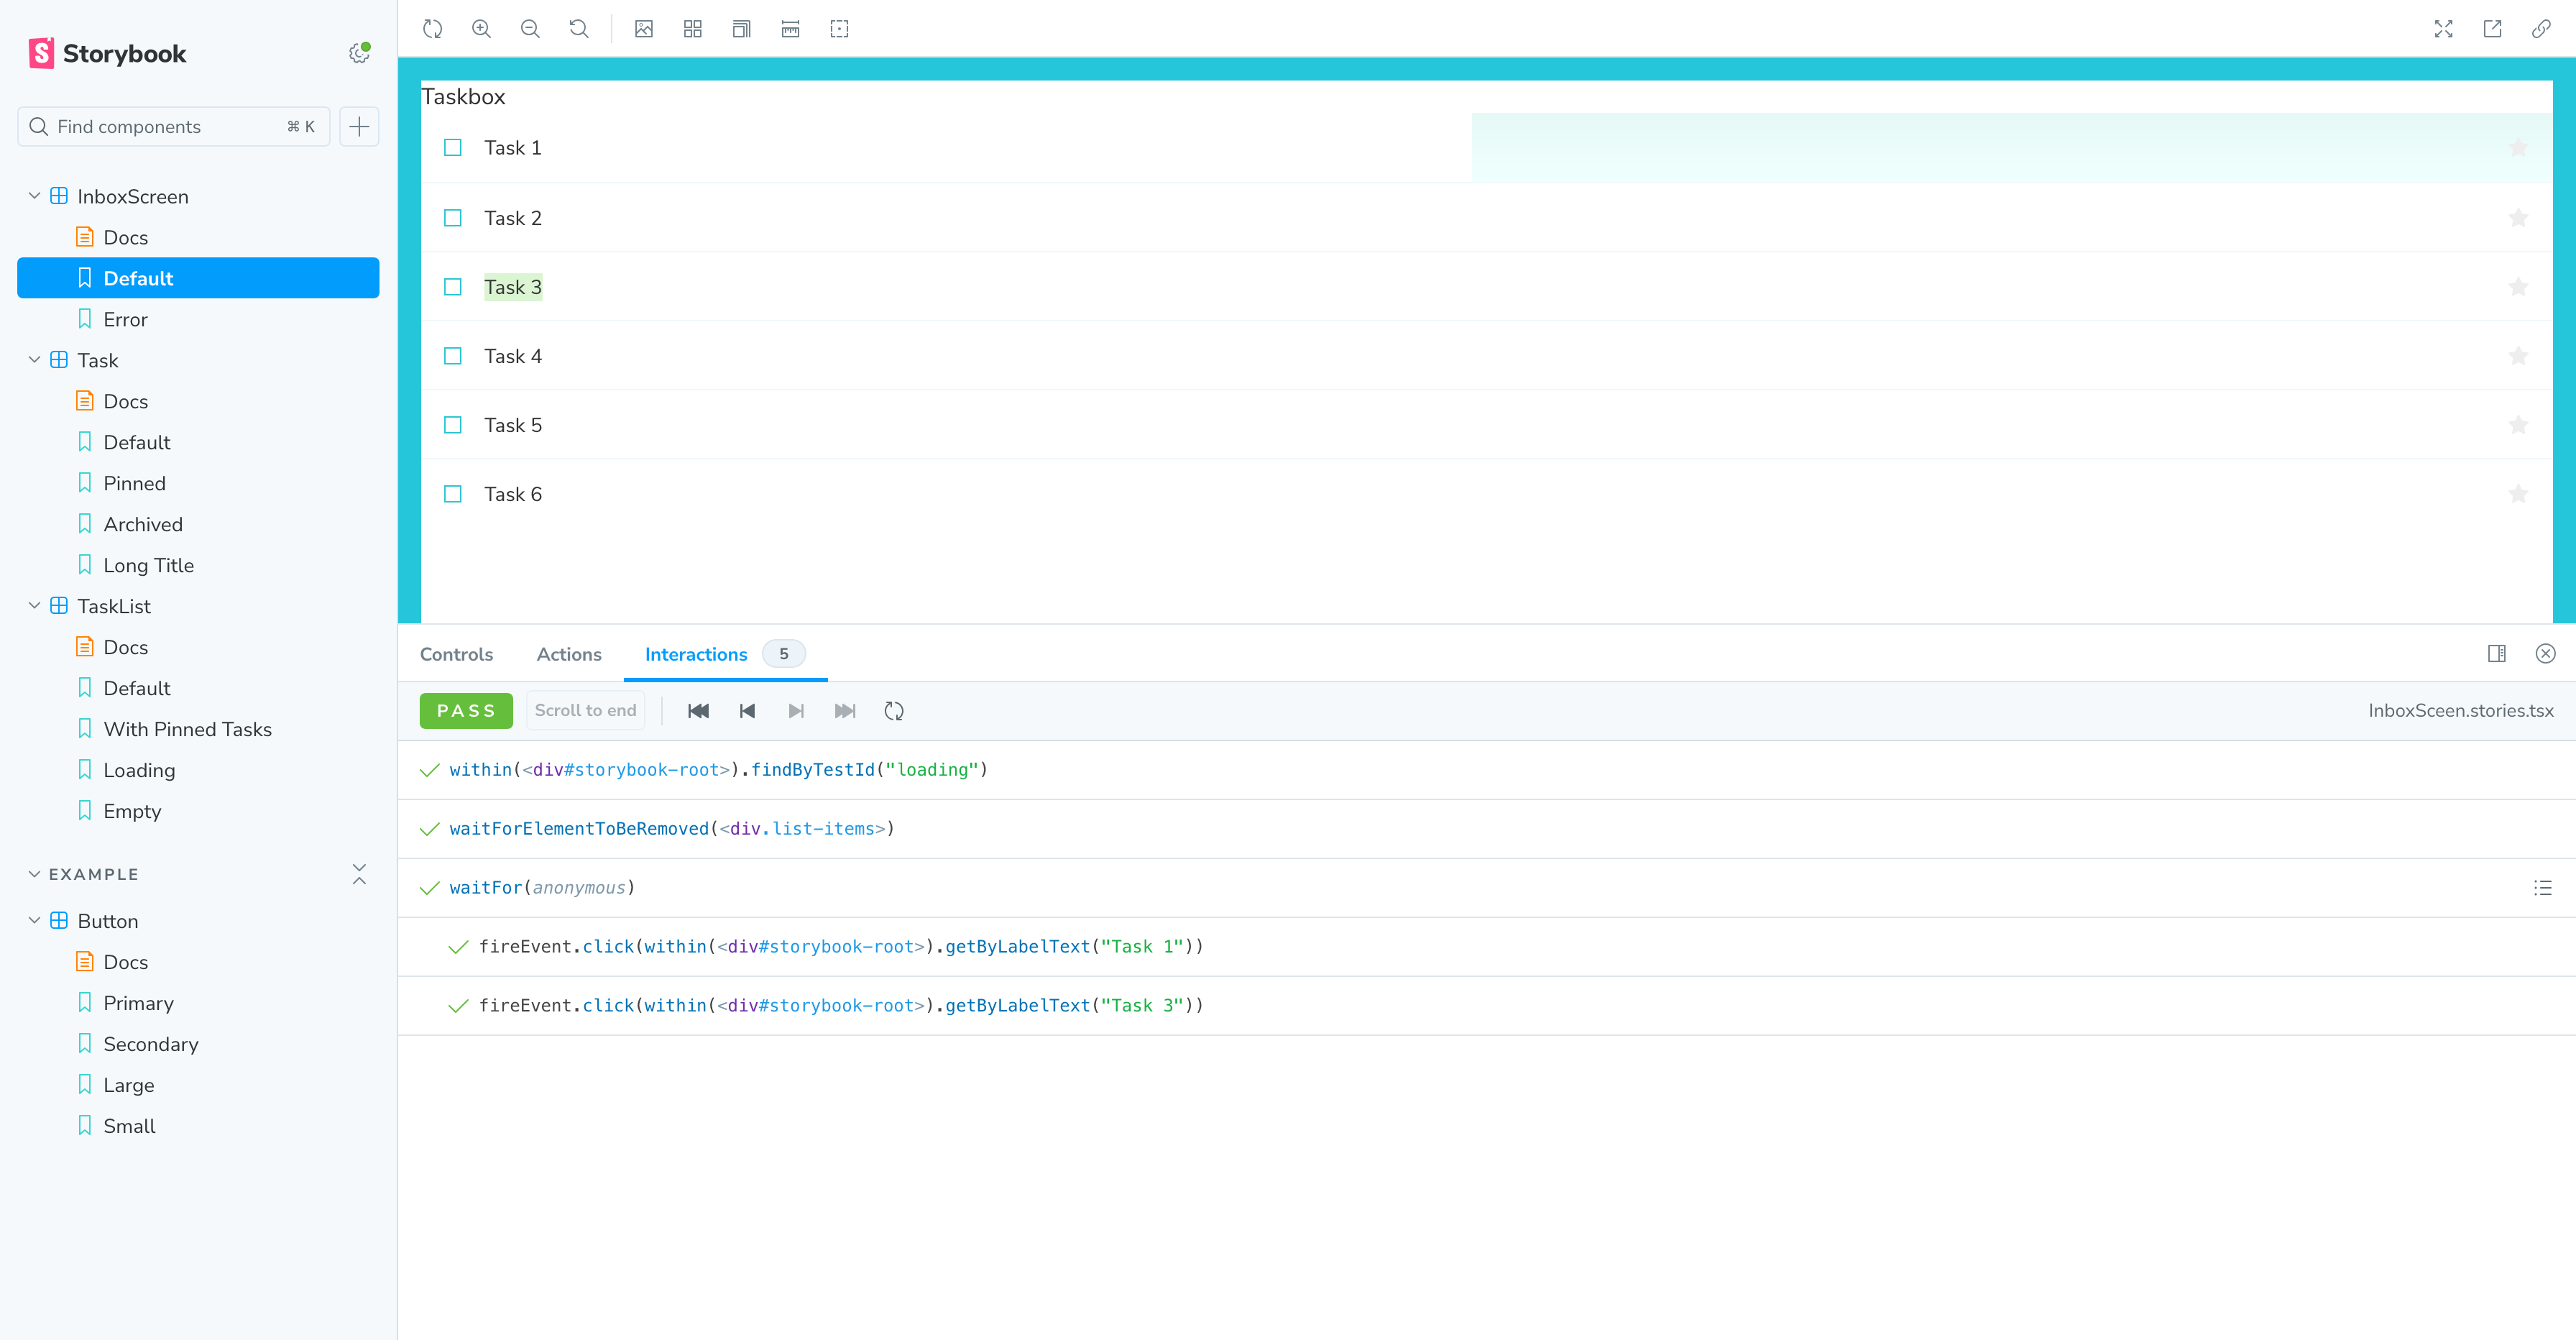 Storybook
Find components
⌘ K
InboxScreen
Docs
Default
Error
Task
Docs
Default
Pinned
Archived
Long Title
TaskList
Docs
Default
With Pinned Tasks
Loading
Empty
EXAMPLE
Button
Docs
Primary
Secondary
Large
Small
Taskbox
Task 1
Task 2
Task 3
Task 4
Task 5
Task 6
Controls Actions Interactions 5
PASS Scroll to end InboxSceen.stories.tsx
within(<div#storybook-root>).findByTestId("loading")
waitForElementToBeRemoved(<div.list-items>)
waitFor(anonymous)
fireEvent.click(within(<div#storybook-root>).getByLabelText("Task 1"))
fireEvent.click(within(<div#storybook-root>).getByLabelText("Task 3"))